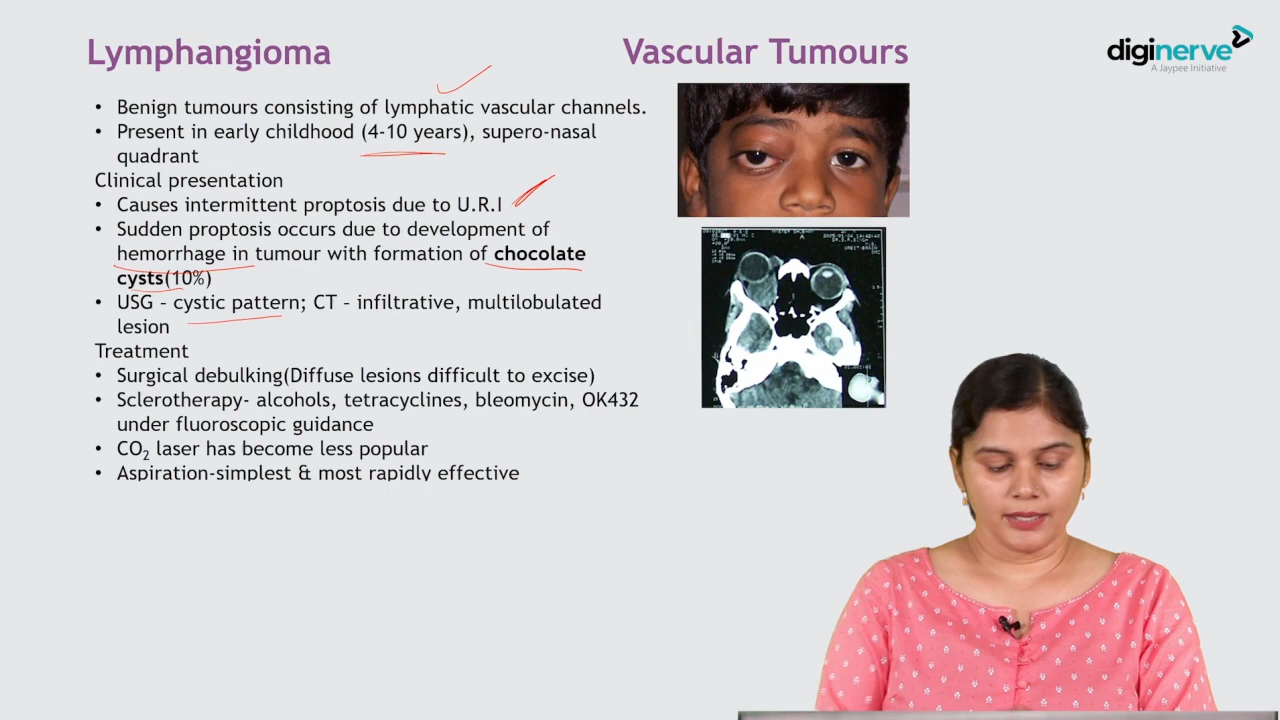 Lymphangioma
Vascular Tumours
diginerve
A Jaypee Initiative
• Benign tumours consisting of lymphatic vascular channels.
• Present in early childhood (4-10 years), supero-nasal
quadrant
Clinical presentation
• Causes intermittent proptosis due to U.R.I
• Sudden proptosis occurs due to development of
hemorrhage in tumour with formation of chocolate
cysts(10%)
• USG – cystic pattern; CT – infiltrative, multilobulated
lesion
Treatment
• Surgical debulking(Diffuse lesions difficult to excise)
• Sclerotherapy- alcohols, tetracyclines, bleomycin, OK432
under fluoroscopic guidance
• CO₂ laser has become less popular
• Aspiration-simplest & most rapidly effective